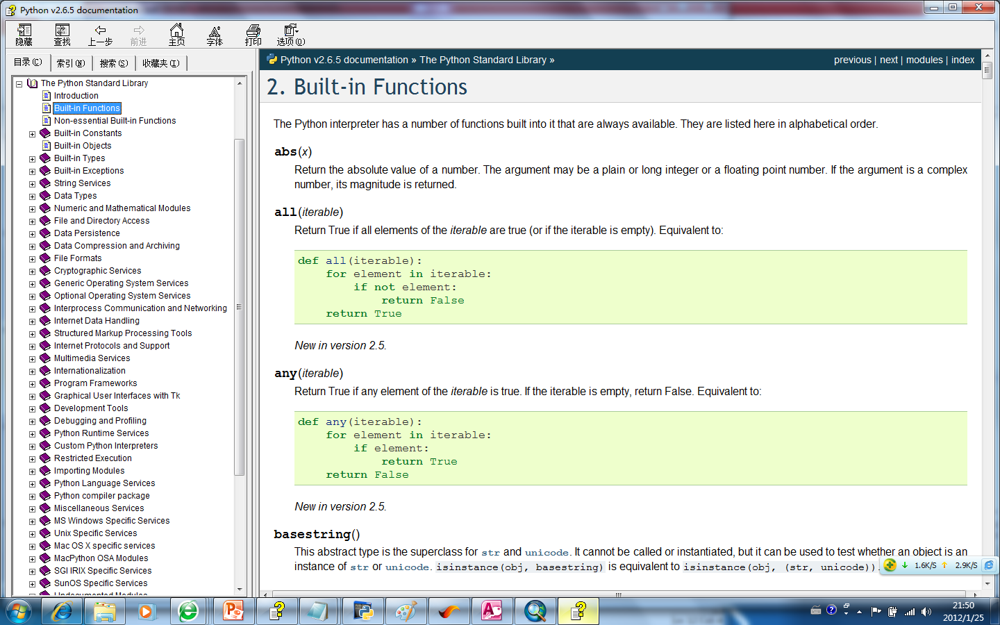 Python v2.6.5 documentation
隐藏 查找 上一步 前进 主页 字体 打印 选项(O)
目录(C) 索引(N) 搜索(S) 收藏夹(I)
The Python Standard Library
Introduction
Built-in Functions
Non-essential Built-in Functions
Built-in Constants
Built-in Objects
Built-in Types
Built-in Exceptions
String Services
Data Types
Numeric and Mathematical Modules
File and Directory Access
Data Persistence
Data Compression and Archiving
File Formats
Cryptographic Services
Generic Operating System Services
Optional Operating System Services
Interprocess Communication and Networking
Internet Data Handling
Structured Markup Processing Tools
Internet Protocols and Support
Multimedia Services
Internationalization
Program Frameworks
Graphical User Interfaces with Tk
Development Tools
Debugging and Profiling
Python Runtime Services
Custom Python Interpreters
Restricted Execution
Importing Modules
Python Language Services
Python compiler package
Miscellaneous Services
MS Windows Specific Services
Unix Specific Services
Mac OS X specific services
MacPython OSA Modules
SGI IRIX Specific Services
SunOS Specific Services
Undocumented Modules
Python v2.6.5 documentation » The Python Standard Library »
previous | next | modules | index
2. Built-in Functions
The Python interpreter has a number of functions built into it that are always available. They are listed here in alphabetical order.
abs(x)
Return the absolute value of a number. The argument may be a plain or long integer or a floating point number. If the argument is a complex
number, its magnitude is returned.
all(iterable)
Return True if all elements of the iterable are true (or if the iterable is empty). Equivalent to:
def all(iterable):
    for element in iterable:
        if not element:
            return False
    return True
New in version 2.5.
any(iterable)
Return True if any element of the iterable is true. If the iterable is empty, return False. Equivalent to:
def any(iterable):
    for element in iterable:
        if element:
            return True
    return False
New in version 2.5.
basestring()
This abstract type is the superclass for str and unicode. It cannot be called or instantiated, but it can be used to test whether an object is an
instance of str or unicode. isinstance(obj, basestring) is equivalent to isinstance(obj, (str, unicode)).
1.6K/S 2.9K/S
21:50
2012/1/25